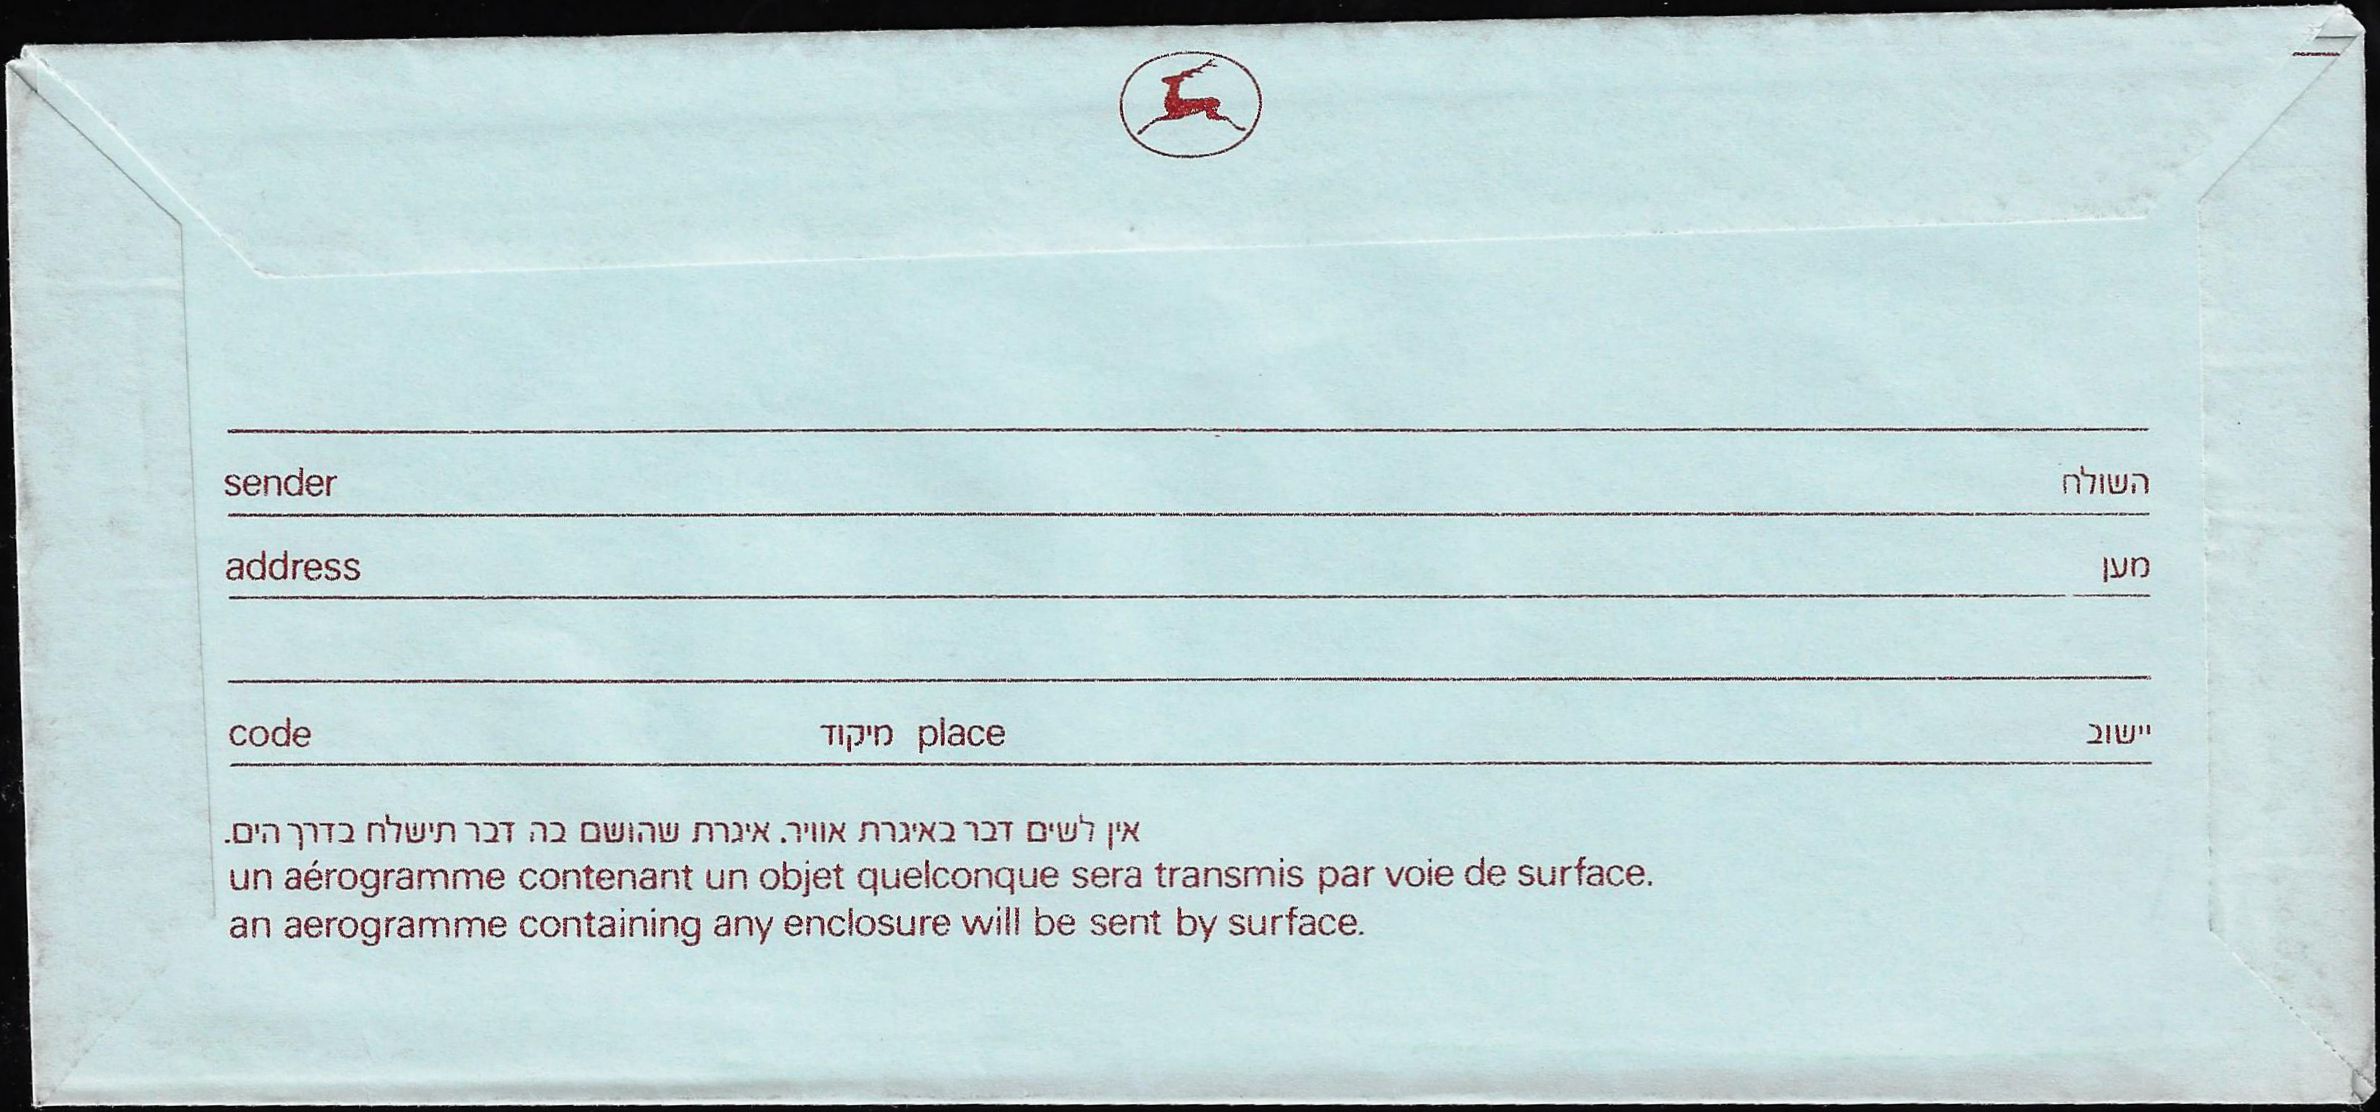 sender השולח
address מען
code מיקוד place יישוב
אין לשים דבר באיגרת אוויר. איגרת שהושם בה דבר תישלח בדרך הים.
un aérogramme contenant un objet quelconque sera transmis par voie de surface.
an aerogramme containing any enclosure will be sent by surface.